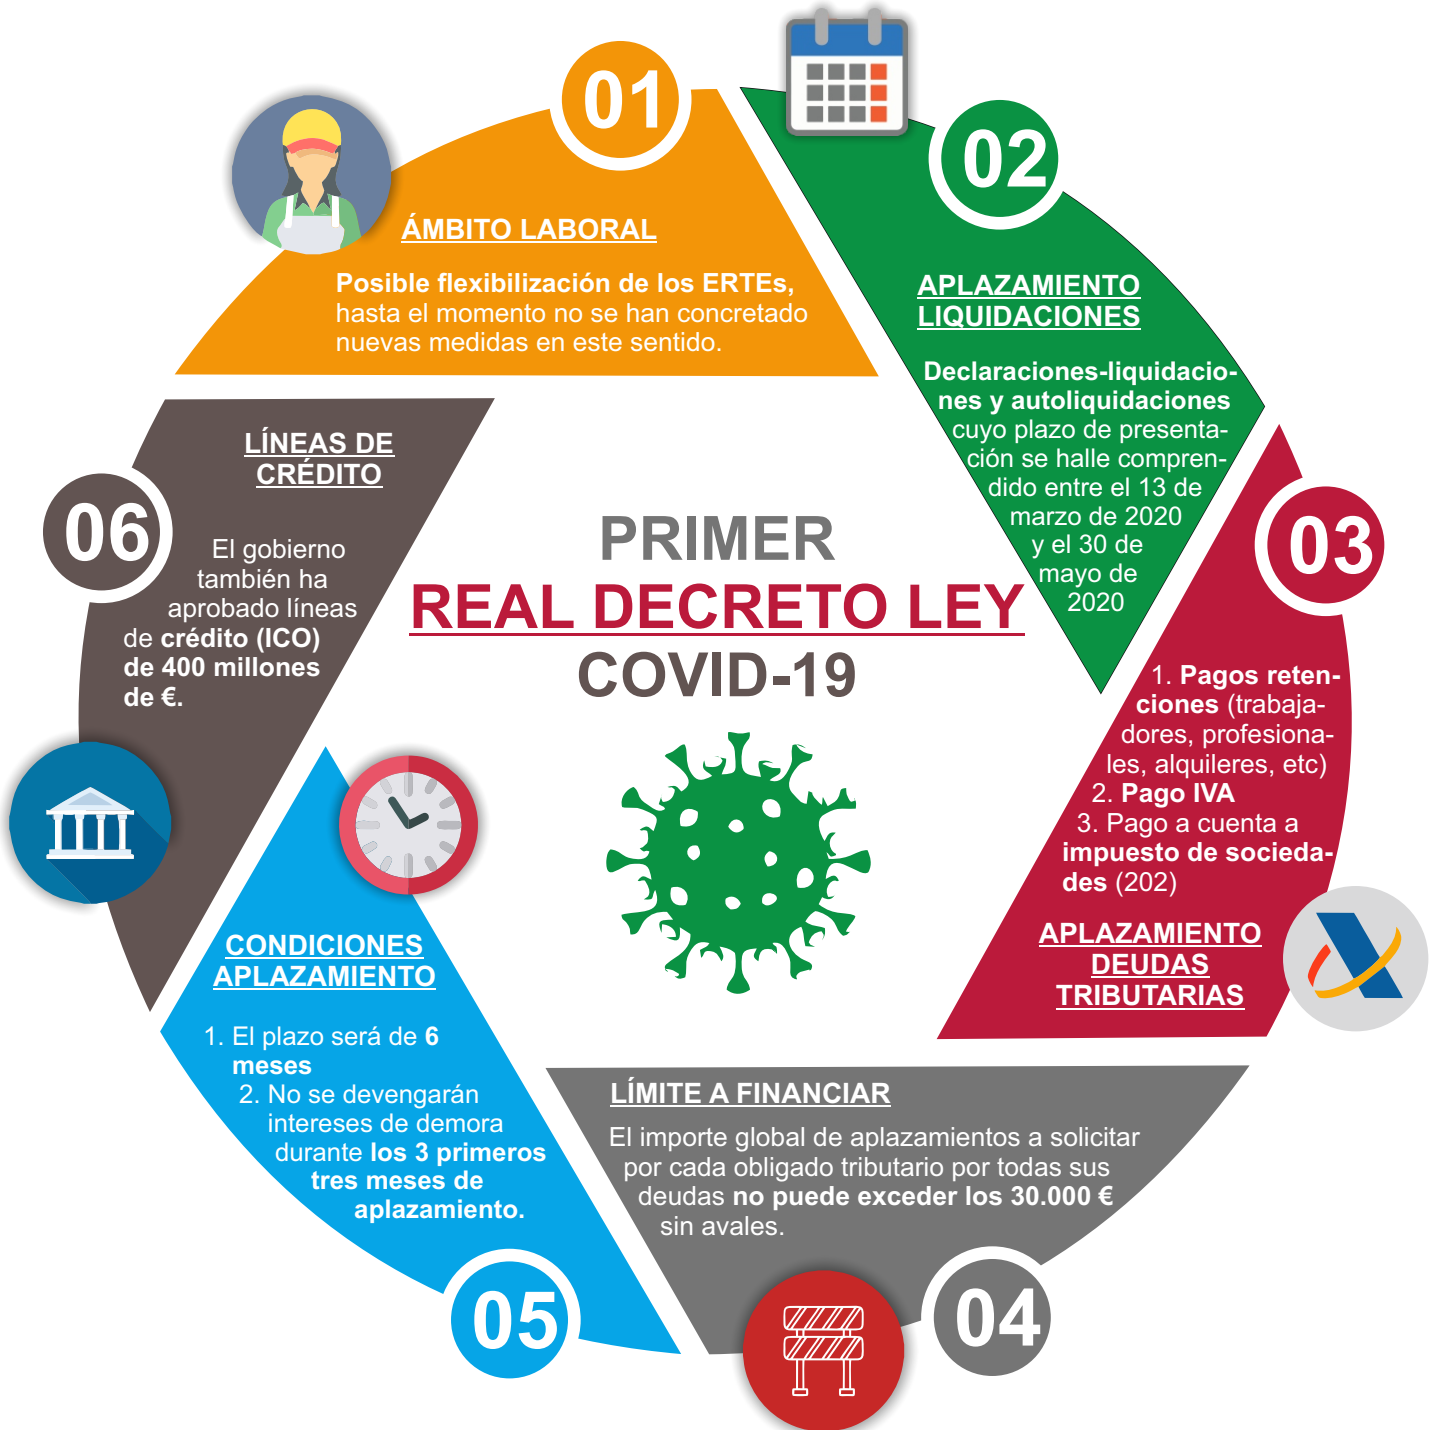 PRIMER
REAL DECRETO LEY
COVID-19
01
ÁMBITO LABORAL
Posible flexibilización de los ERTEs,
hasta el momento no se han concretado
nuevas medidas en este sentido.
02
APLAZAMIENTO
LIQUIDACIONES
Declaraciones-liquidacio-
nes y autoliquidaciones
cuyo plazo de presenta-
ción se halle compren-
dido entre el 13 de
marzo de 2020
y el 30 de
mayo de
2020
03
1. Pagos reten-
ciones (trabaja-
dores, profesiona-
les, alquileres, etc)
2. Pago IVA
3. Pago a cuenta a
impuesto de socieda-
des (202)
APLAZAMIENTO
DEUDAS
TRIBUTARIAS
LÍMITE A FINANCIAR
El importe global de aplazamientos a solicitar
por cada obligado tributario por todas sus
deudas no puede exceder los 30.000 €
sin avales.
04
CONDICIONES
APLAZAMIENTO
1. El plazo será de 6
meses
2. No se devengarán
intereses de demora
durante los 3 primeros
tres meses de
aplazamiento.
05
LÍNEAS DE
CRÉDITO
06
El gobierno
también ha
aprobado líneas
de crédito (ICO)
de 400 millones
de €.